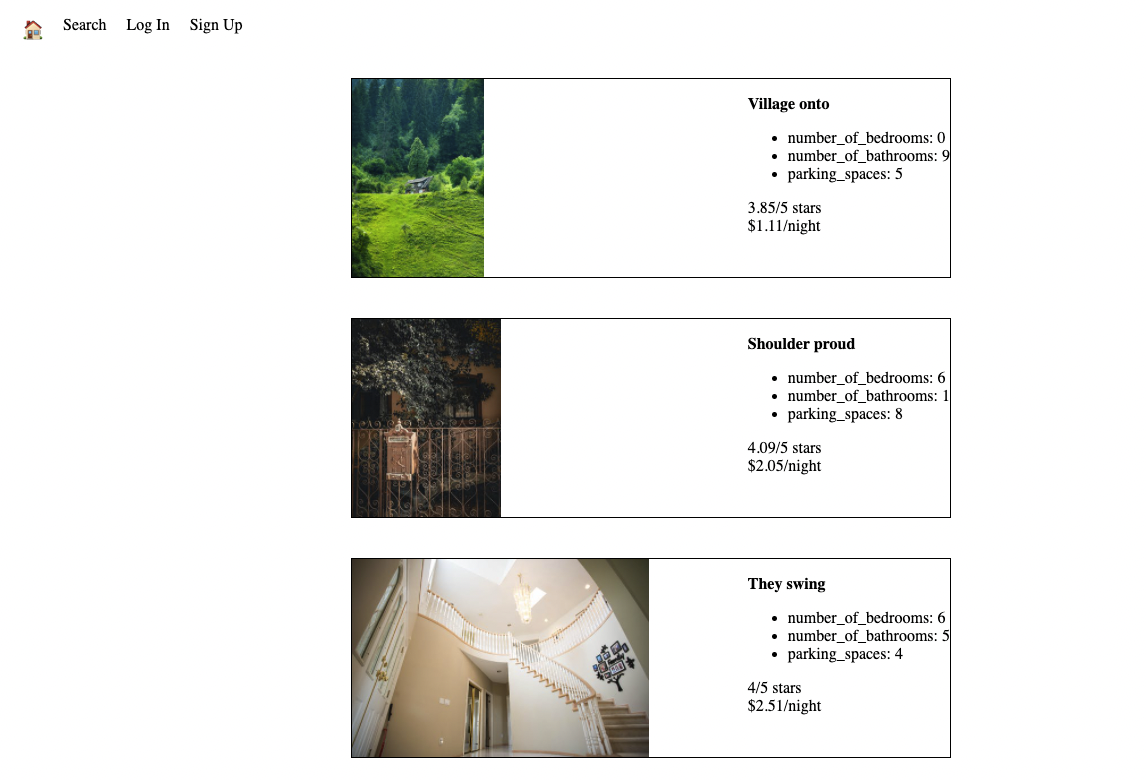 Search Log In Sign Up
Village onto
number_of_bedrooms: 0
number_of_bathrooms: 9
parking_spaces: 5
3.85/5 stars
$1.11/night
Shoulder proud
number_of_bedrooms: 6
number_of_bathrooms: 1
parking_spaces: 8
4.09/5 stars
$2.05/night
They swing
number_of_bedrooms: 6
number_of_bathrooms: 5
parking_spaces: 4
4/5 stars
$2.51/night